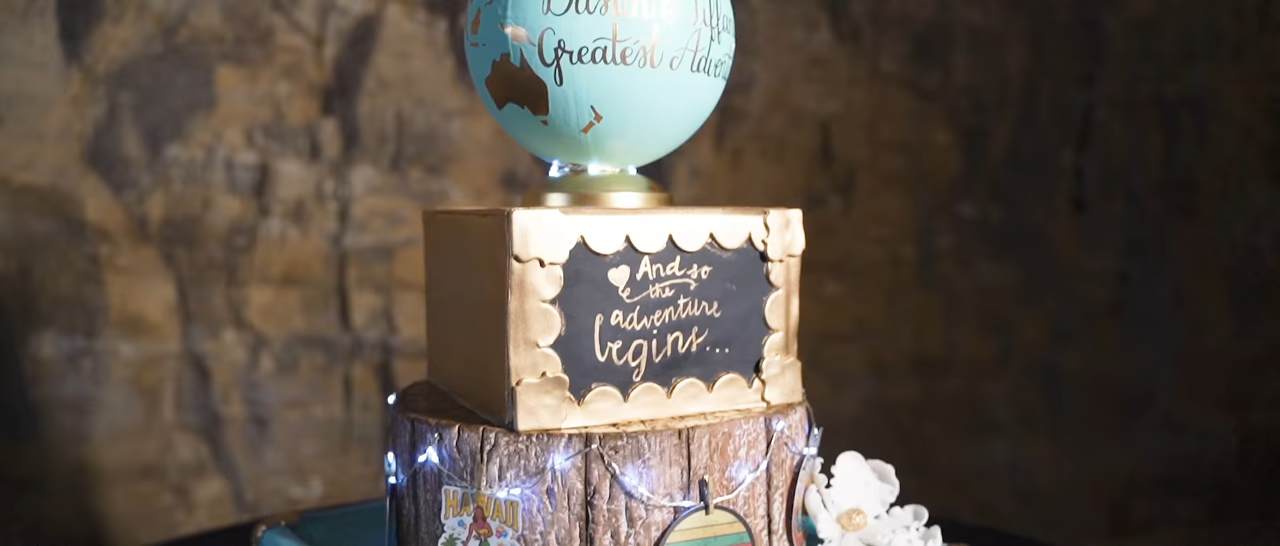 Greatest
And so
the
adventure
begins...
HAWAII